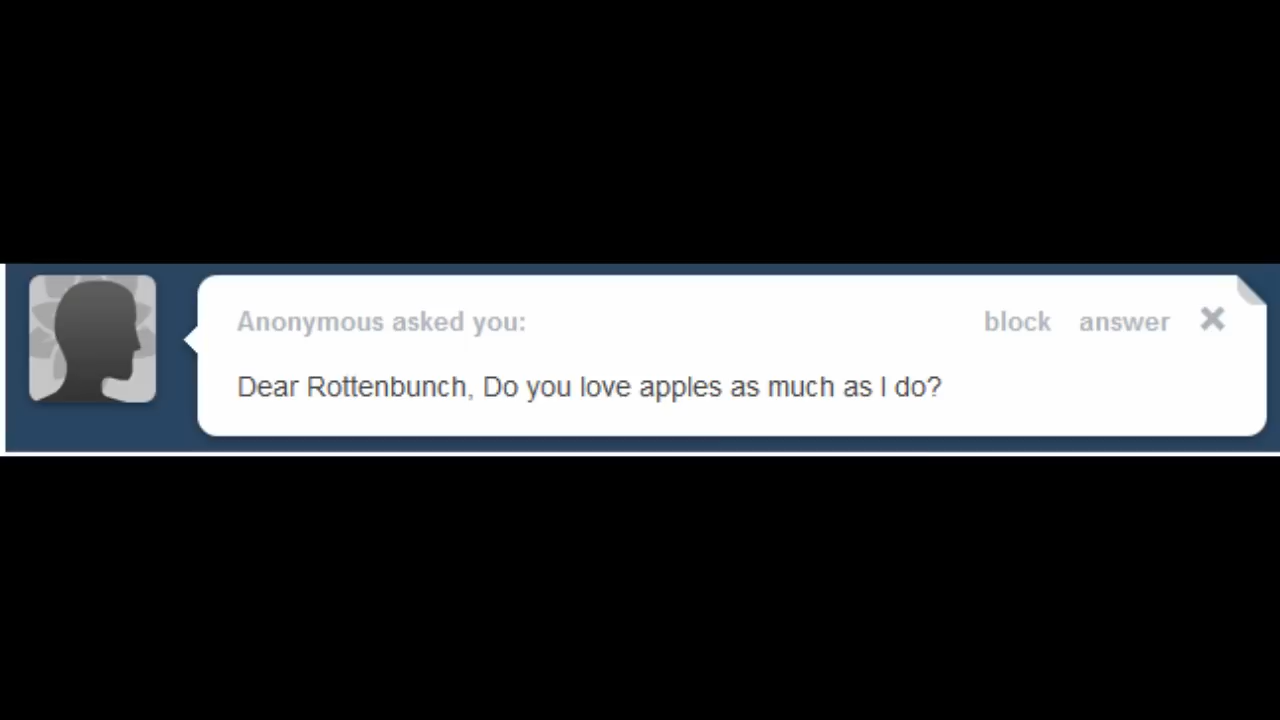 Anonymous asked you: block answer ×
Dear Rottenbunch, Do you love apples as much as I do?